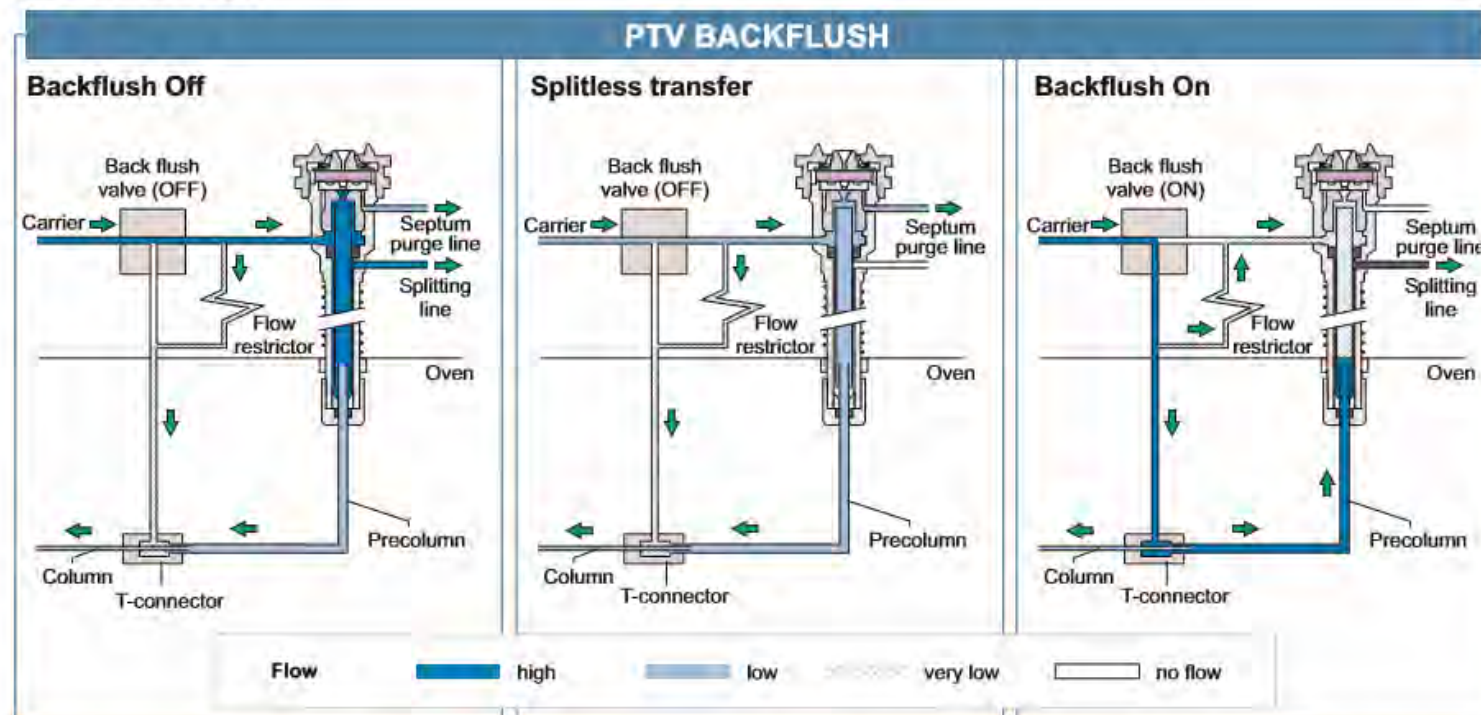 PTV BACKFLUSH
Backflush Off
Back flush
valve (OFF)
Carrier
Septum
purge line
Splitting
line
Flow
restrictor
Oven
Precolumn
Column
T-connector
Splitless transfer
Back flush
valve (OFF)
Carrier
Septum
purge line
Flow
restrictor
Oven
Precolumn
Column
T-connector
Backflush On
Back flush
valve (ON)
Carrier
Septum
purge line
Splitting
line
Flow
restrictor
Oven
Precolumn
Column
T-connector
Flow
high
low
very low
no flow